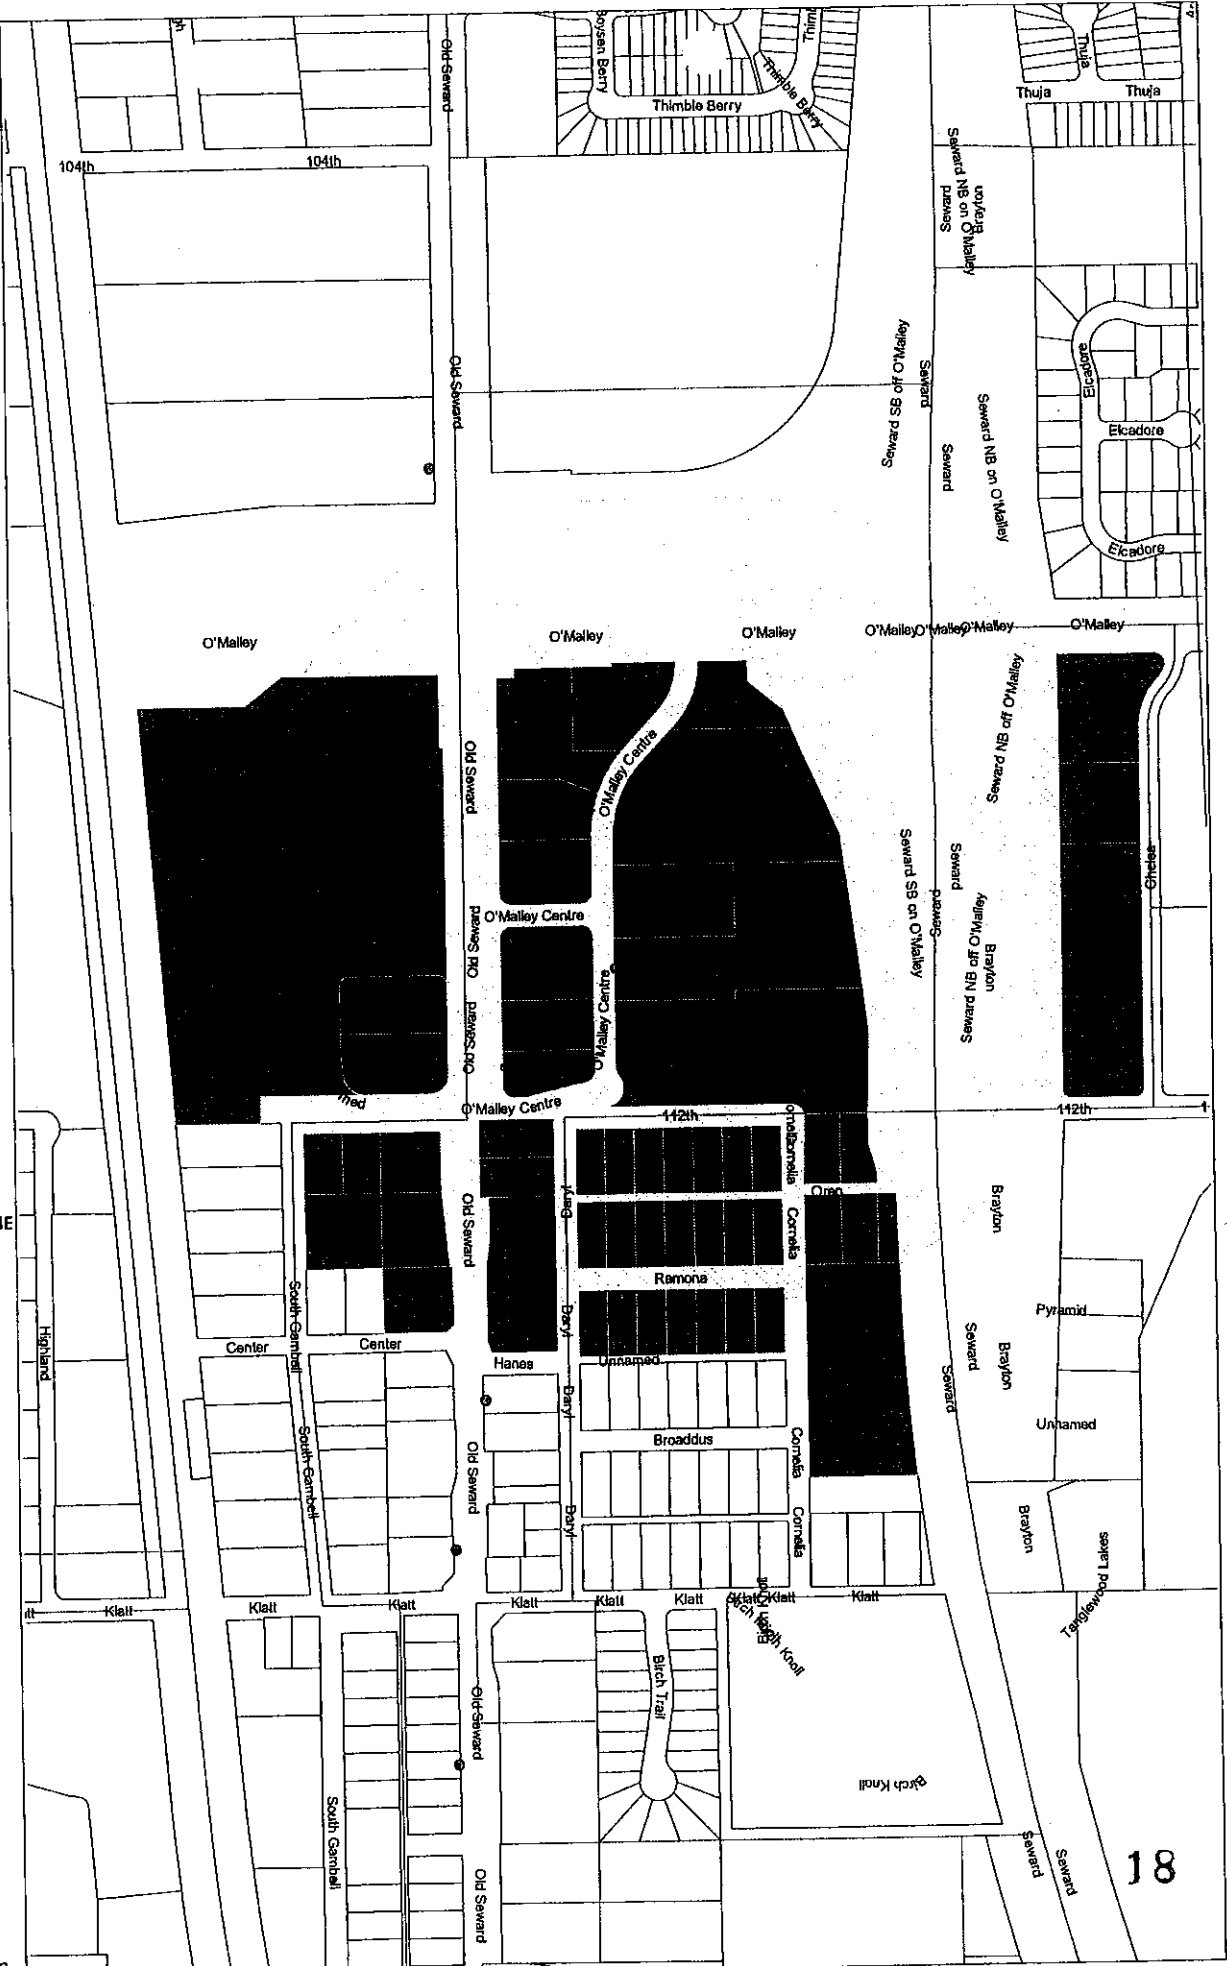 Old Seward
Boysen Berry
Thimble Berry
Thimble Berry
Thuja
Thuja
Thuja
104th
104th
Seward NB on O'Malley
Brayton
Seward
Old Seward
Seward SB off O'Malley
Seward
Seward NB on O'Malley
Seward
Elcadore
Elcadore
Elcadore
O'Malley
O'Malley
O'Malley
O'Malley
O'Malley
O'Malley
O'Malley
Seward NB off O'Malley
Old Seward
O'Malley Centre
Seward SB on O'Malley
Seward
Seward
Seward NB off O'Malley
Brayton
Chelea
O'Malley Centre
Old Seward
Old Seward
O'Malley Centre
O'Malley Centre
112th
112th
Cornelia
Oren
Daryl
Old Seward
Cornelia
Brayton
Ramona
South Gambell
Daryl
Pyramid
Highland
Center
Center
Hanes
Unnamed
Seward
Brayton
Seward
Daryl
Unnamed
Broaddus
Cornelia
South Gambell
Old Seward
Daryl
Cornelia
Brayton
Tanglewood Lakes
Klatt
Klatt
Klatt
Klatt
Klatt
Klatt
Klatt
Klatt
Birch Knoll
Birch Trail
Old Seward
Birch Knoll
South Gambell
Old Seward
Seward
Seward
18